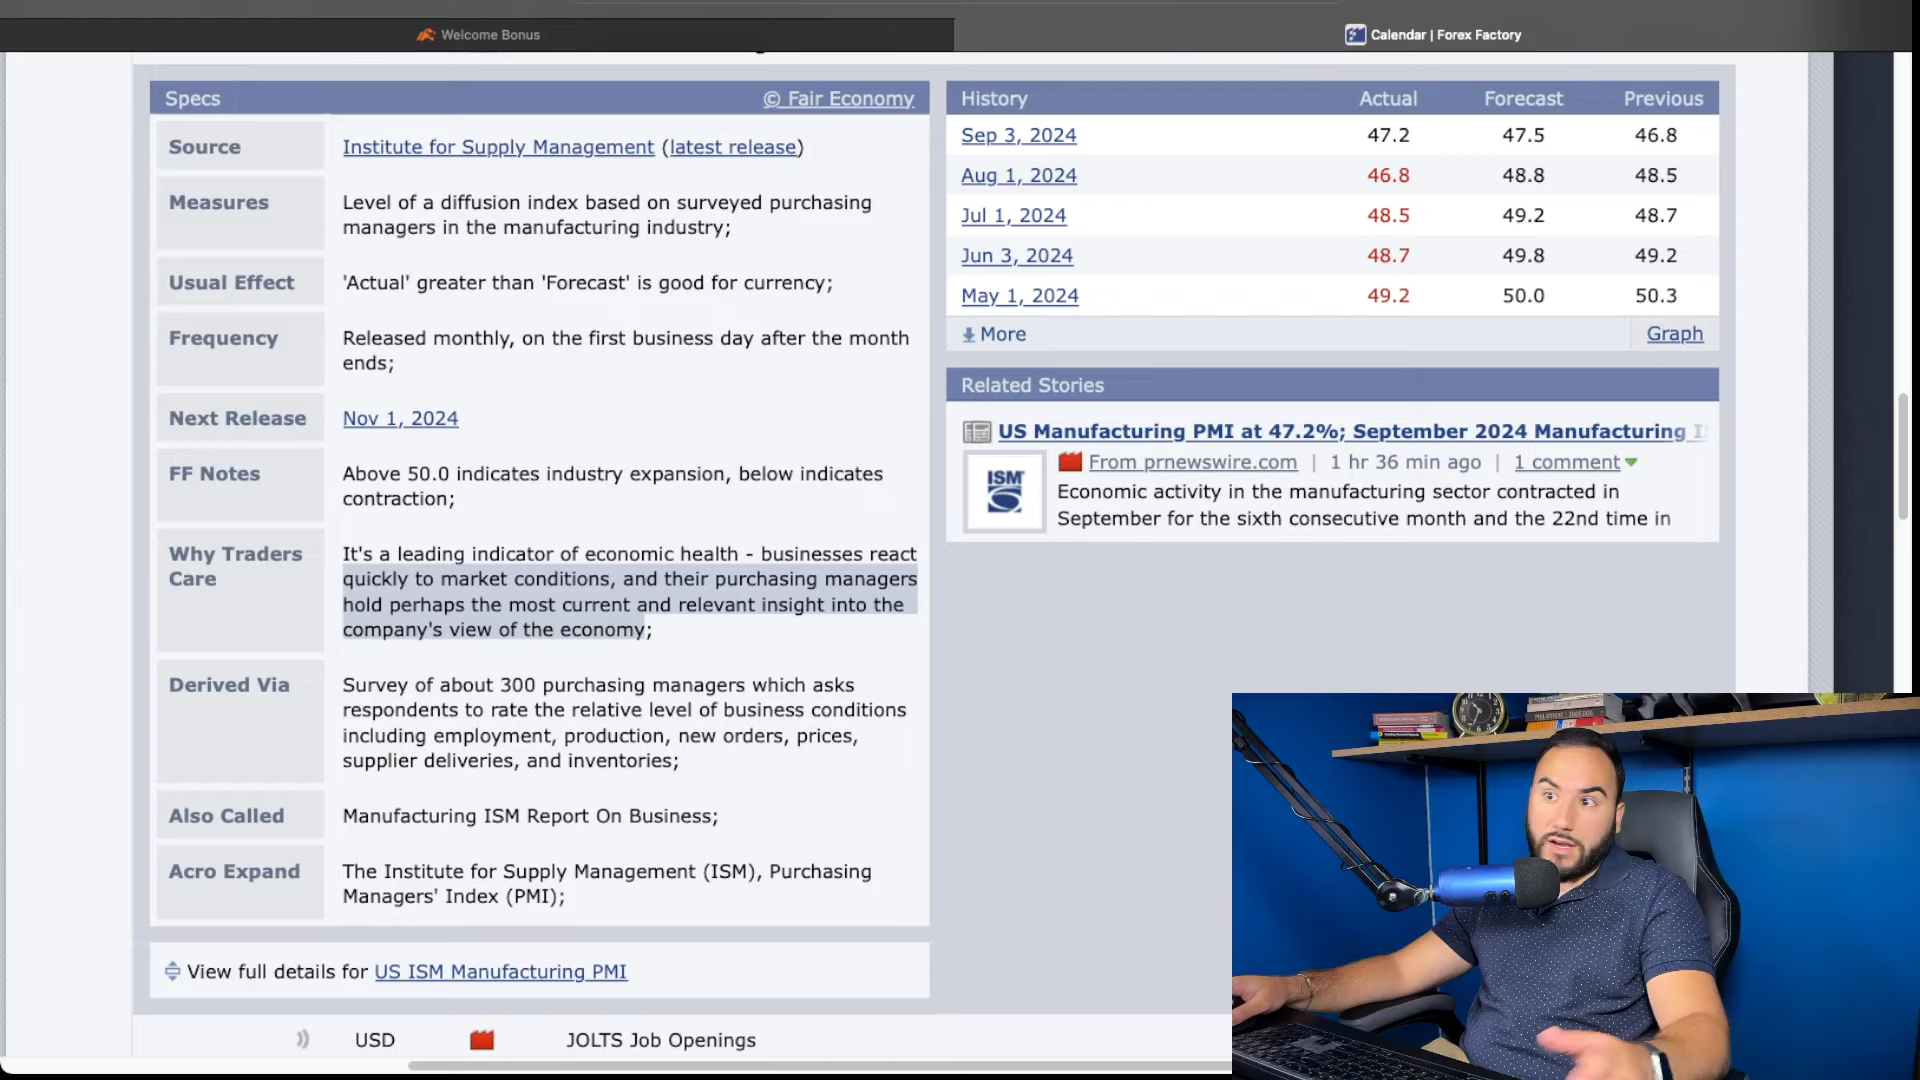 Welcome Bonus
Calendar | Forex Factory
Specs
© Fair Economy
Source
Institute for Supply Management (latest release)
Measures
Level of a diffusion index based on surveyed purchasing
managers in the manufacturing industry;
Usual Effect
'Actual' greater than 'Forecast' is good for currency;
Frequency
Released monthly, on the first business day after the month
ends;
Next Release
Nov 1, 2024
FF Notes
Above 50.0 indicates industry expansion, below indicates
contraction;
Why Traders
Care
It's a leading indicator of economic health - businesses react
quickly to market conditions, and their purchasing managers
hold perhaps the most current and relevant insight into the
company's view of the economy;
Derived Via
Survey of about 300 purchasing managers which asks
respondents to rate the relative level of business conditions
including employment, production, new orders, prices,
supplier deliveries, and inventories;
Also Called
Manufacturing ISM Report On Business;
Acro Expand
The Institute for Supply Management (ISM), Purchasing
Managers' Index (PMI);
View full details for US ISM Manufacturing PMI
USD JOLTS Job Openings
History Actual Forecast Previous
Sep 3, 2024 47.2 47.5 46.8
Aug 1, 2024 46.8 48.8 48.5
Jul 1, 2024 48.5 49.2 48.7
Jun 3, 2024 48.7 49.8 49.2
May 1, 2024 49.2 50.0 50.3
More
Graph
Related Stories
US Manufacturing PMI at 47.2%; September 2024 Manufacturing
From prnewswire.com | 1 hr 36 min ago | 1 comment
ISM
Economic activity in the manufacturing sector contracted in
September for the sixth consecutive month and the 22nd time in